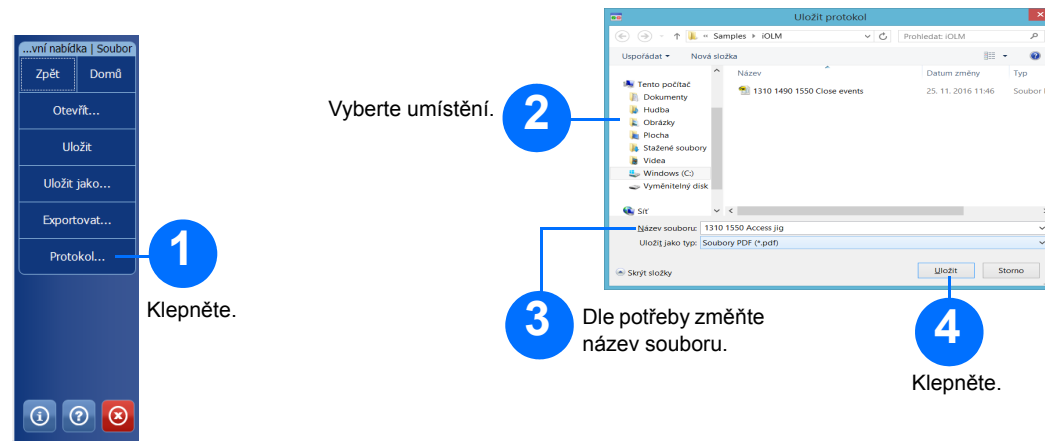 ...vní nabídka | Soubor
Zpět
Domů
Otevřít...
Uložit
Uložit jako...
Exportovat...
Protokol...
1
Klepněte.
Vyberte umístění.
2
Uložit protokol
Samples
iOLM
Prohledat: iOLM
Uspořádat
Nová složka
Název
Datum změny
Typ
Tento počítač
Dokumenty
Hudba
Obrázky
Plocha
Stažené soubory
Videa
Windows (C:)
Vyměnitelný disk
Síť
1310 1490 1550 Close events
25. 11. 2016 11:46
Soubor
Název souboru:
1310 1550 Access jig
Uložit jako typ:
Soubory PDF (*.pdf)
Skrýt složky
Uložit
Storno
3
Dle potřeby změňte
název souboru.
4
Klepněte.